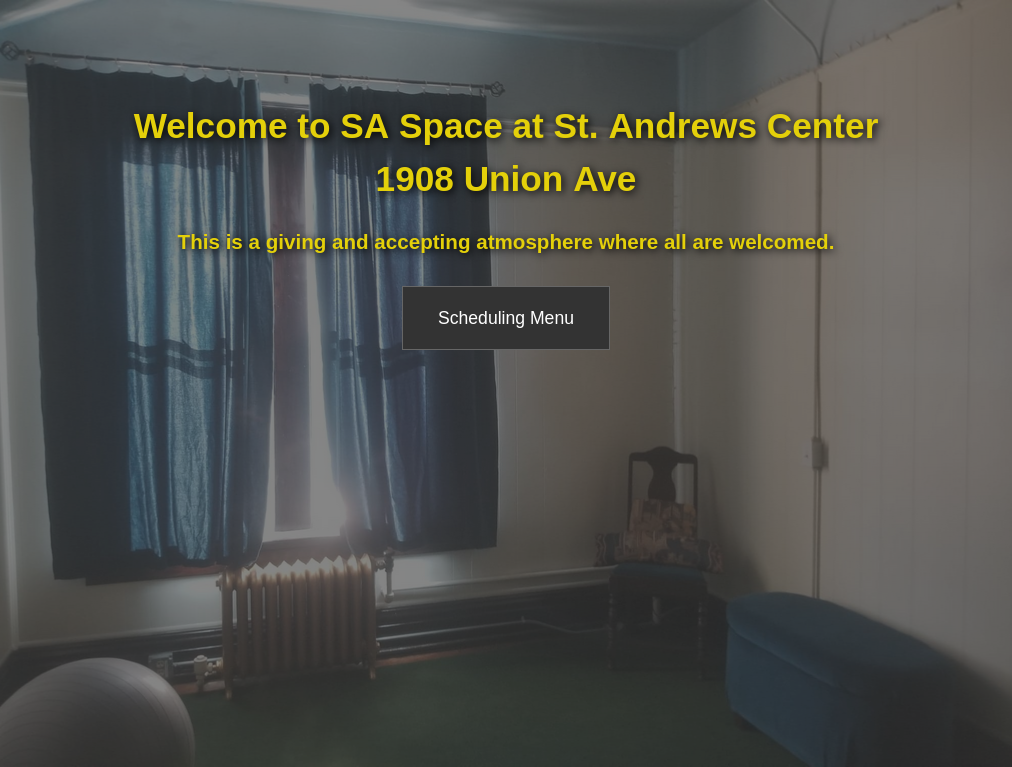 Welcome to SA Space at St. Andrews Center
1908 Union Ave
This is a giving and accepting atmosphere where all are welcomed.
Scheduling Menu